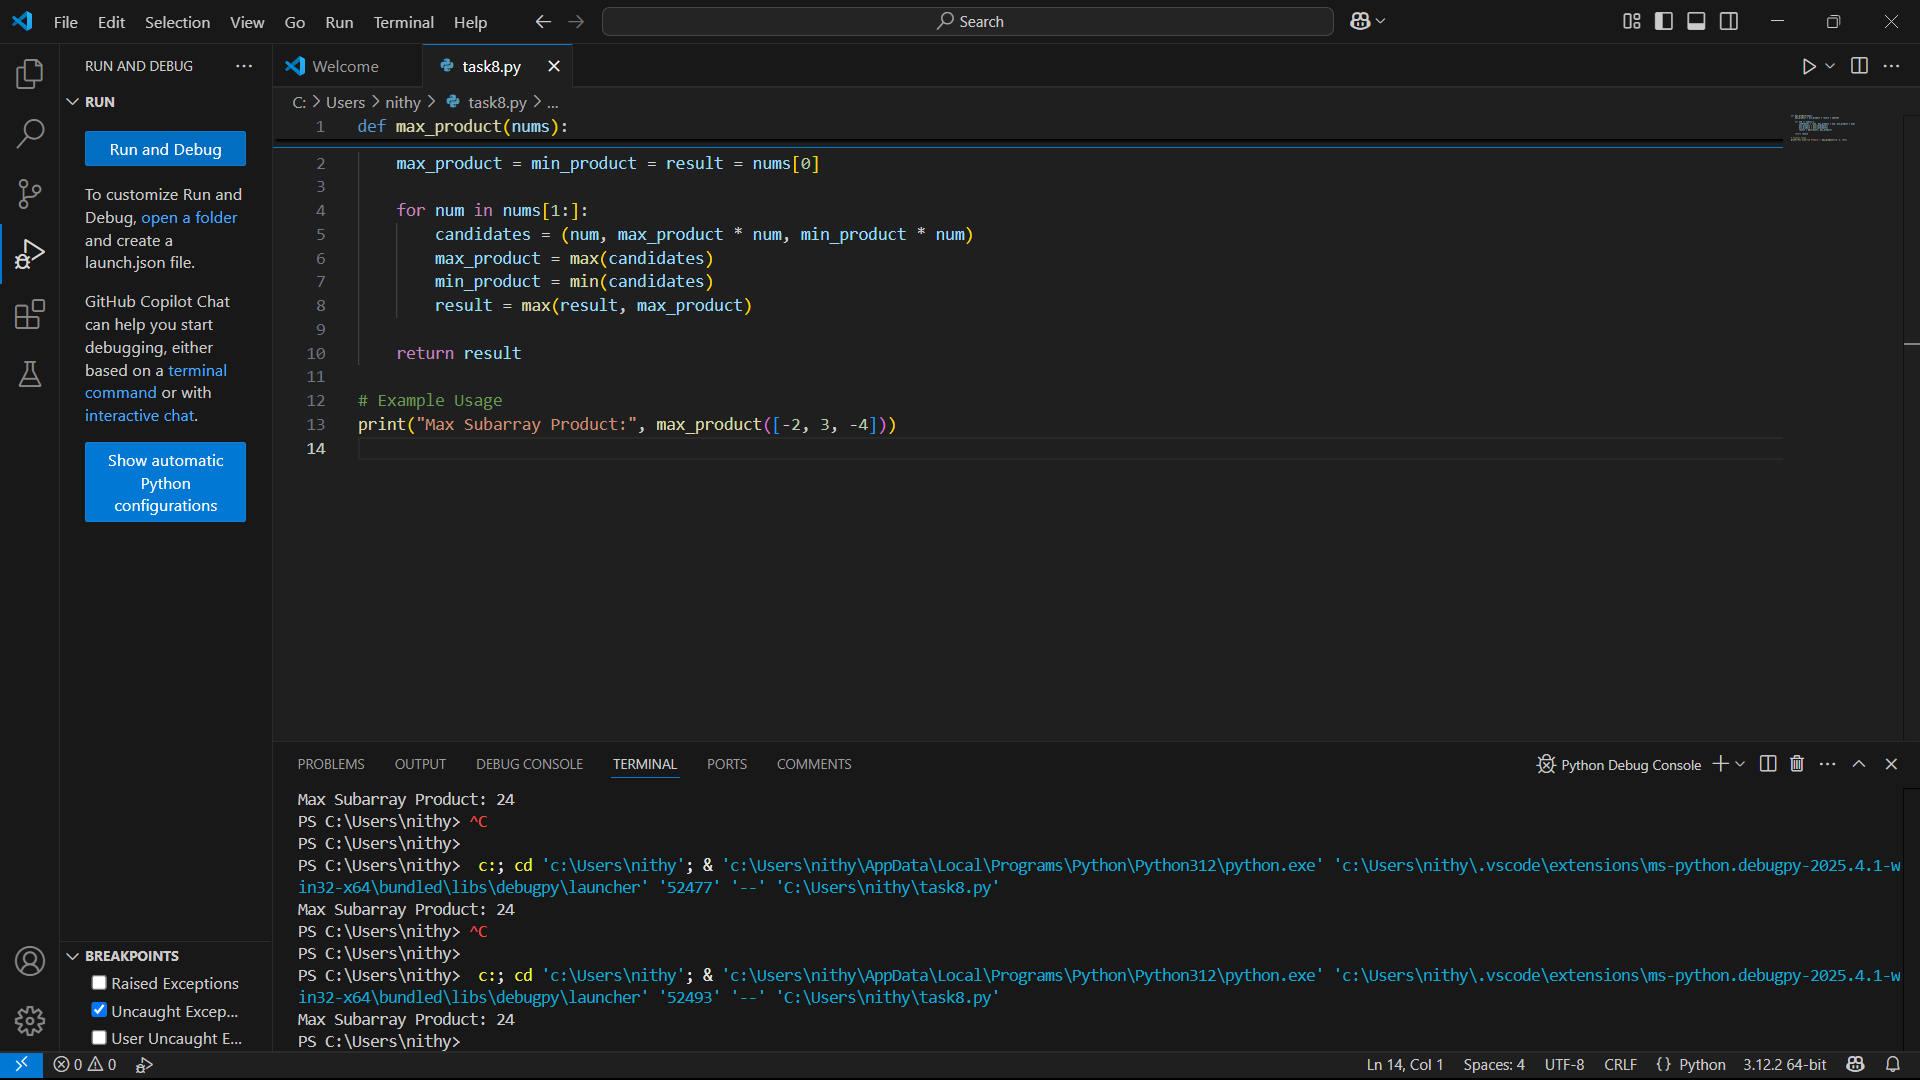 File Edit Selection View Go Run Terminal Help
Search
RUN AND DEBUG
RUN
Run and Debug
To customize Run and
Debug, open a folder
and create a
launch.json file.
GitHub Copilot Chat
can help you start
debugging, either
based on a terminal
command or with
interactive chat.
Show automatic
Python
configurations
BREAKPOINTS
Raised Exceptions
Uncaught Excep...
User Uncaught E...
Welcome task8.py
C: > Users > nithy > task8.py > ...
1 def max_product(nums):
2 max_product = min_product = result = nums[0]
3
4 for num in nums[1:]:
5 candidates = (num, max_product * num, min_product * num)
6 max_product = max(candidates)
7 min_product = min(candidates)
8 result = max(result, max_product)
9
10 return result
11
12 # Example Usage
13 print("Max Subarray Product:", max_product([-2, 3, -4]))
14
PROBLEMS OUTPUT DEBUG CONSOLE TERMINAL PORTS COMMENTS
Python Debug Console
Max Subarray Product: 24
PS C:\Users\nithy> ^C
PS C:\Users\nithy>
PS C:\Users\nithy>  c:; cd 'c:\Users\nithy'; & 'c:\Users\nithy\AppData\Local\Programs\Python\Python312\python.exe' 'c:\Users\nithy\.vscode\extensions\ms-python.debugpy-2025.4.1-w
in32-x64\bundled\libs\debugpy\launcher' '52477' '--' 'C:\Users\nithy\task8.py'
Max Subarray Product: 24
PS C:\Users\nithy> ^C
PS C:\Users\nithy>
PS C:\Users\nithy>  c:; cd 'c:\Users\nithy'; & 'c:\Users\nithy\AppData\Local\Programs\Python\Python312\python.exe' 'c:\Users\nithy\.vscode\extensions\ms-python.debugpy-2025.4.1-w
in32-x64\bundled\libs\debugpy\launcher' '52493' '--' 'C:\Users\nithy\task8.py'
Max Subarray Product: 24
PS C:\Users\nithy>
0 0
Ln 14, Col 1 Spaces: 4 UTF-8 CRLF {} Python 3.12.2 64-bit